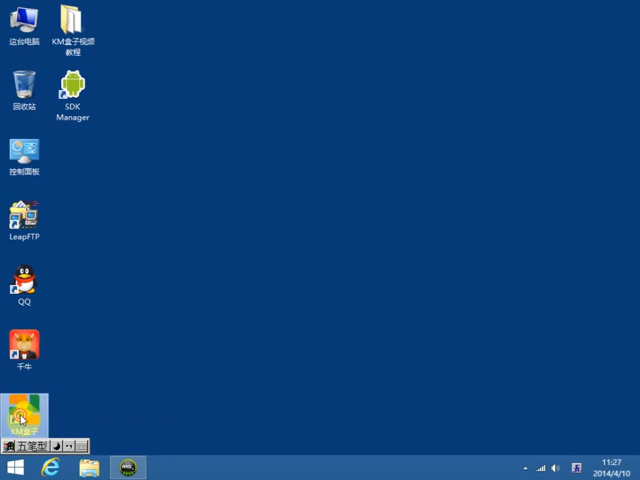 这台电脑
KM盒子视频
教程
回收站
SDK
Manager
控制面板
LeapFTP
QQ
千牛
KM盒子
五笔型
11:27
2014/4/10